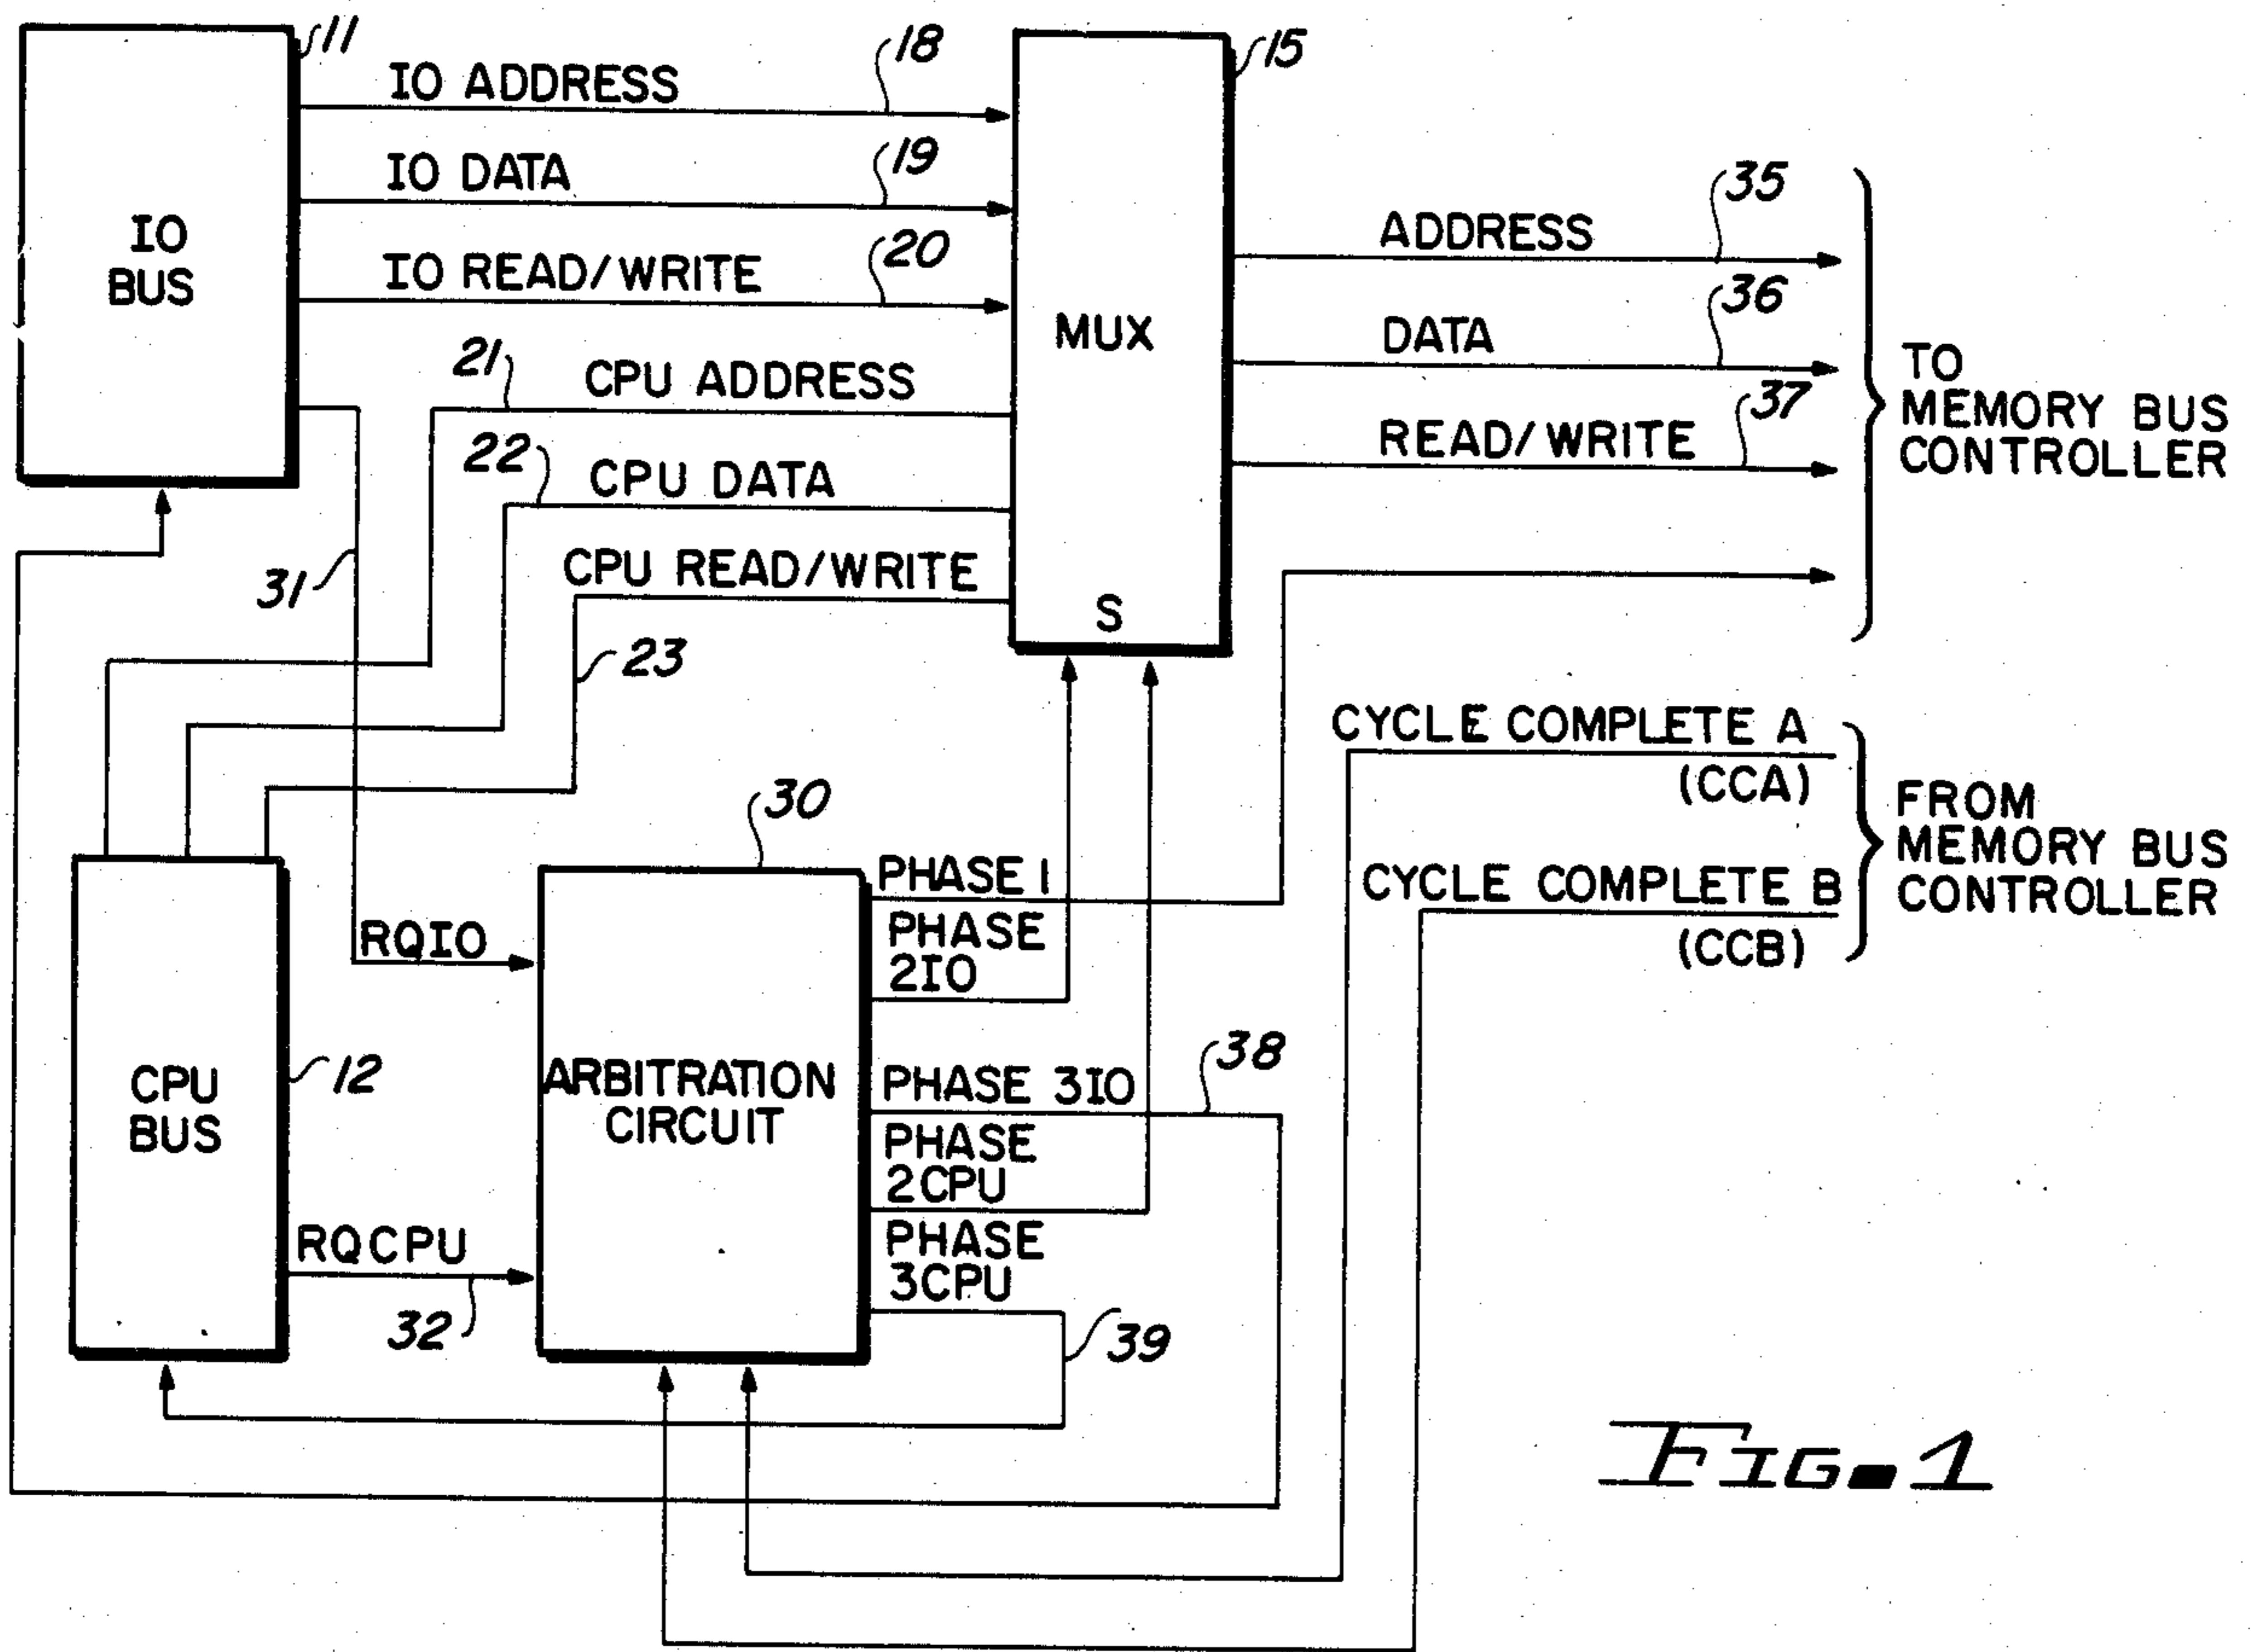 11
IO ADDRESS
18
15
IO DATA
19
IO
BUS
IO READ/WRITE
20
MUX
ADDRESS
35
DATA
36
READ/WRITE
37
TO
MEMORY BUS
CONTROLLER
21
CPU ADDRESS
22
CPU DATA
31
CPU READ/WRITE
S
23
CYCLE COMPLETE A
(CCA)
CYCLE COMPLETE B
(CCB)
FROM
MEMORY BUS
CONTROLLER
30
PHASE 1
PHASE
2IO
RQIO
38
CPU
BUS
12
ARBITRATION
CIRCUIT
PHASE 3IO
PHASE
2CPU
PHASE
3CPU
RQCPU
32
39
FIG. 1